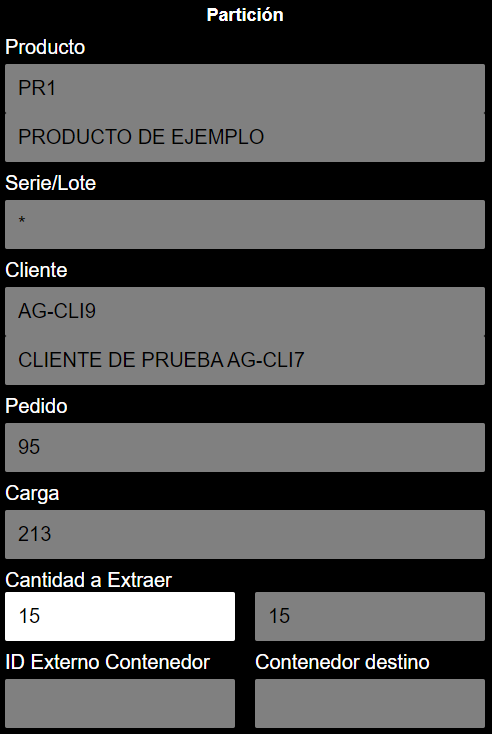 Partición
Producto
PR1
PRODUCTO DE EJEMPLO
Serie/Lote
*
Cliente
AG-CLI9
CLIENTE DE PRUEBA AG-CLI7
Pedido
95
Carga
213
Cantidad a Extraer
15 15
ID Externo Contenedor Contenedor destino